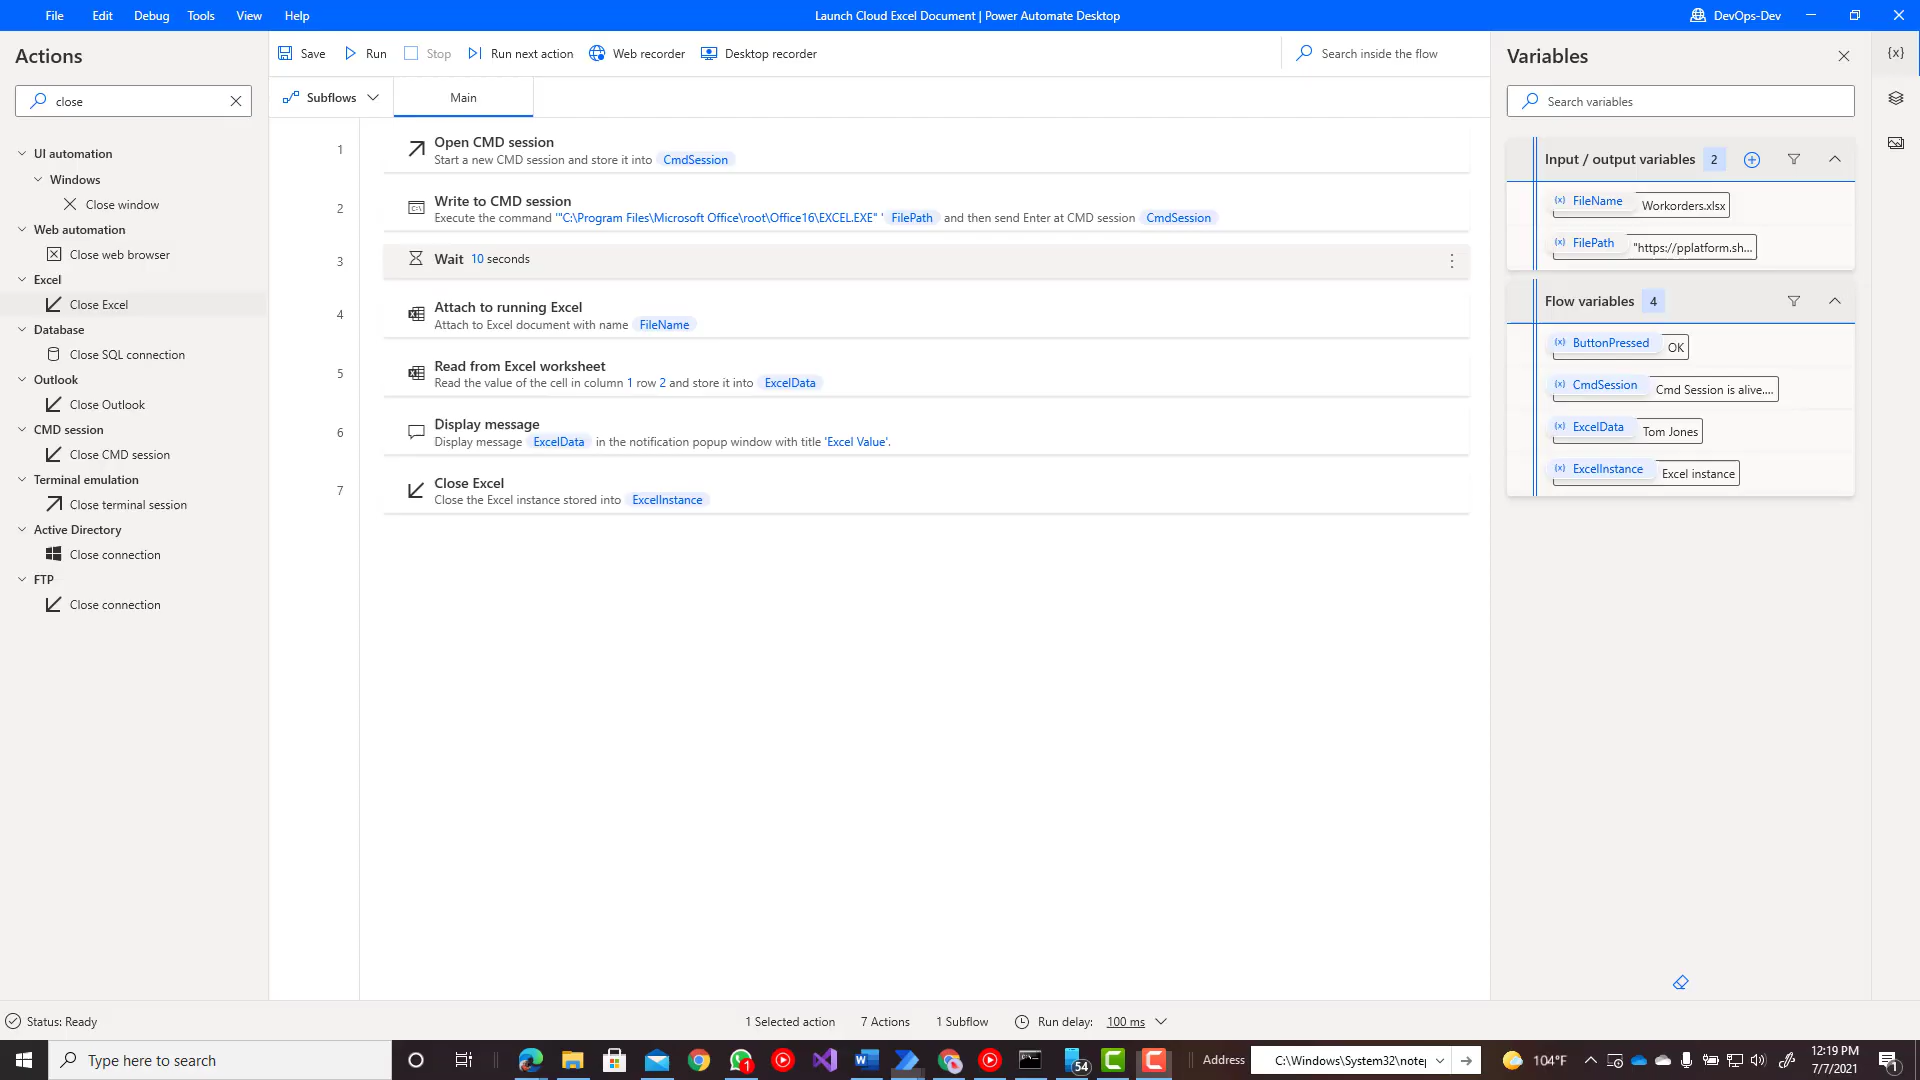 File Edit Debug Tools View Help
Launch Cloud Excel Document | Power Automate Desktop
DevOps-Dev
Actions
close
UI automation
Windows
Close window
Web automation
Close web browser
Excel
Close Excel
Database
Close SQL connection
Outlook
Close Outlook
CMD session
Close CMD session
Terminal emulation
Close terminal session
Active Directory
Close connection
FTP
Close connection
Save Run Stop Run next action Web recorder Desktop recorder
Search inside the flow
Subflows Main
1 Open CMD session
Start a new CMD session and store it into CmdSession
2 Write to CMD session
Execute the command '"C:\Program Files\Microsoft Office\root\Office16\EXCEL.EXE" ' FilePath and then send Enter at CMD session CmdSession
3 Wait 10 seconds
4 Attach to running Excel
Attach to Excel document with name FileName
5 Read from Excel worksheet
Read the value of the cell in column 1 row 2 and store it into ExcelData
6 Display message
Display message ExcelData in the notification popup window with title 'Excel Value'.
7 Close Excel
Close the Excel instance stored into ExcelInstance
Variables
{x}
Search variables
Input / output variables 2
(x) FileName Workorders.xlsx
(x) FilePath "https://pplatform.sh...
Flow variables 4
(x) ButtonPressed OK
(x) CmdSession Cmd Session is alive....
(x) ExcelData Tom Jones
(x) ExcelInstance Excel instance
Status: Ready
1 Selected action 7 Actions 1 Subflow Run delay: 100 ms
Type here to search
1
54
Address C:\Windows\System32\note
104°F
12:19 PM
7/7/2021
1